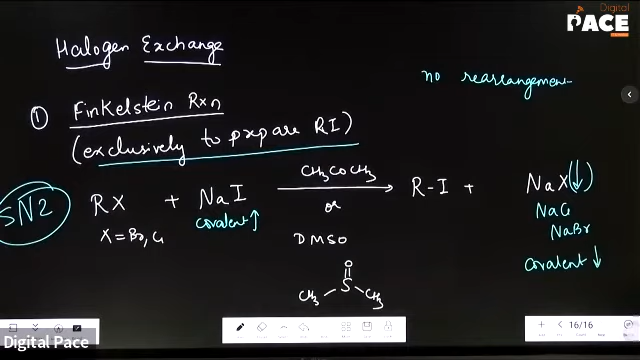 Digital
PACE
Halogen Exchange
no rearrangement
① Finkelstein Rxn
(exclusively to prepare RI)
SN2
RX + NaI ⟶ R-I + NaX(↓)
CH₃COCH₃
or
DMSO
X = Br, Cl
covalent ↑
NaCl
NaBr
covalent ↓
O
S
CH₃ CH₃
16/16
Digital Pace